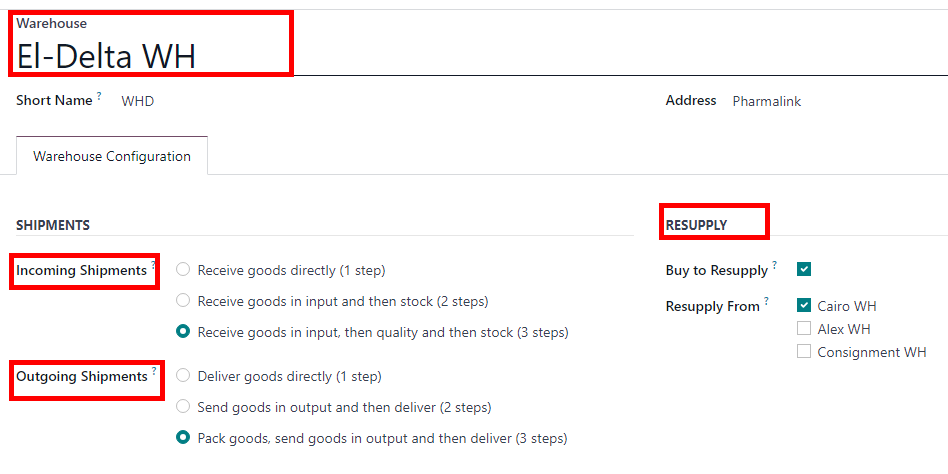 Warehouse
El-Delta WH
Short Name ? WHD
Address Pharmalink
Warehouse Configuration
SHIPMENTS
Incoming Shipments ?
Receive goods directly (1 step)
Receive goods in input and then stock (2 steps)
Receive goods in input, then quality and then stock (3 steps)
Outgoing Shipments ?
Deliver goods directly (1 step)
Send goods in output and then deliver (2 steps)
Pack goods, send goods in output and then deliver (3 steps)
RESUPPLY
Buy to Resupply ?
Resupply From ?
Cairo WH
Alex WH
Consignment WH